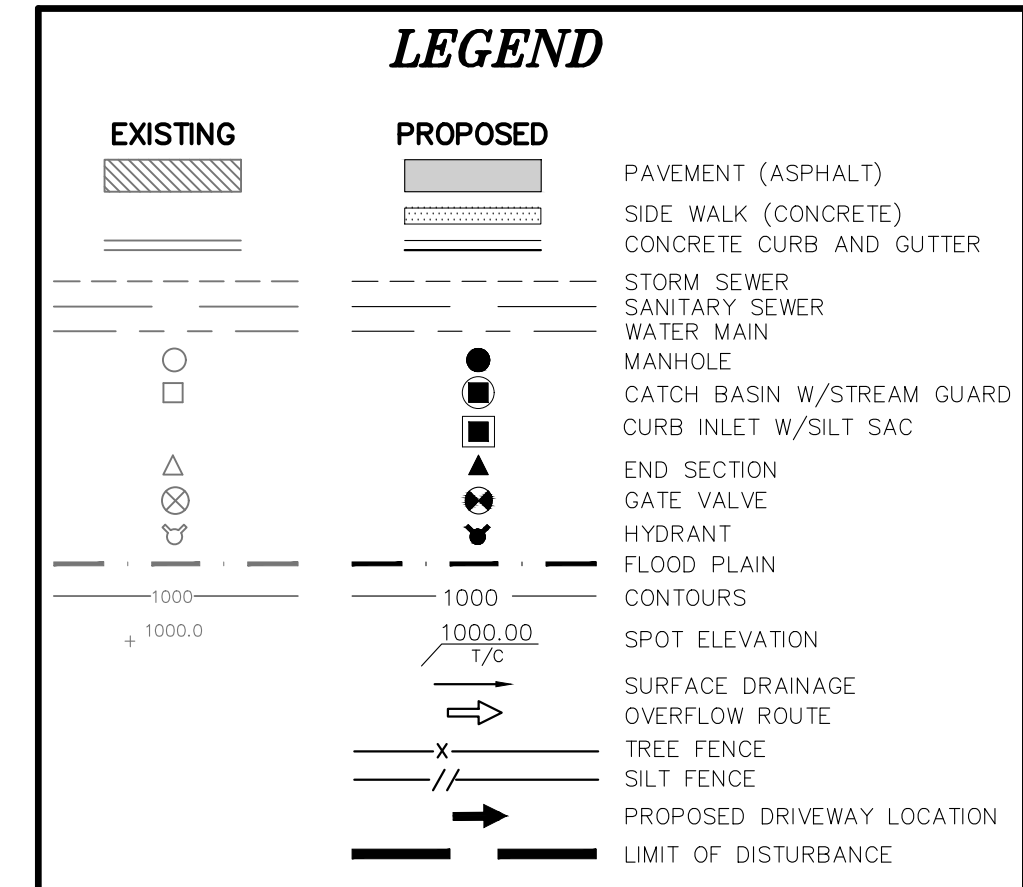 LEGEND
EXISTING PROPOSED
PAVEMENT (ASPHALT)
SIDE WALK (CONCRETE)
CONCRETE CURB AND GUTTER
STORM SEWER
SANITARY SEWER
WATER MAIN
MANHOLE
CATCH BASIN W/STREAM GUARD
CURB INLET W/SILT SAC
END SECTION
GATE VALVE
HYDRANT
FLOOD PLAIN
1000 1000 CONTOURS
+ 1000.0 1000.00 SPOT ELEVATION
T/C
SURFACE DRAINAGE
OVERFLOW ROUTE
X TREE FENCE
// SILT FENCE
PROPOSED DRIVEWAY LOCATION
LIMIT OF DISTURBANCE